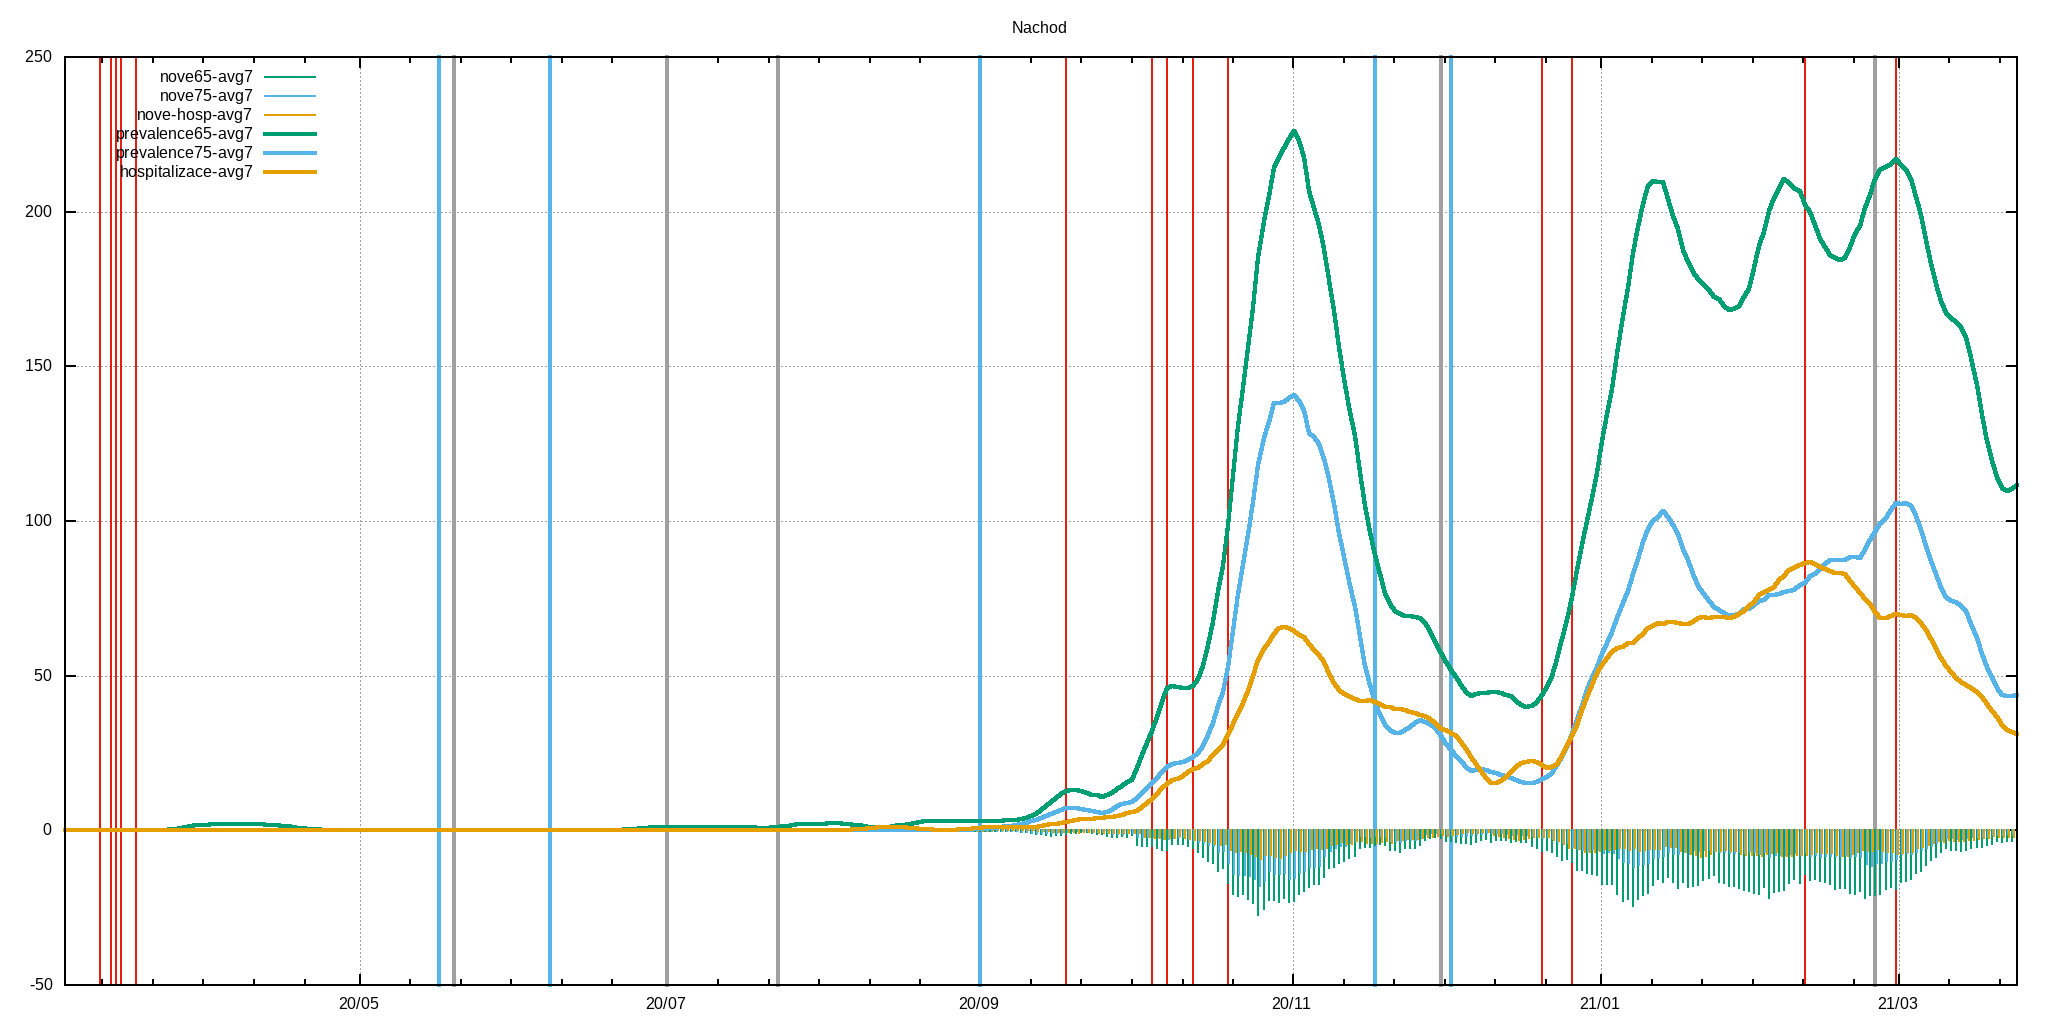 Nachod
250
200
150
100
50
0
-50
nove65-avg7
nove75-avg7
nove-hosp-avg7
prevalence65-avg7
prevalence75-avg7
hospitalizace-avg7
20/05 20/07 20/09 20/11 21/01 21/03